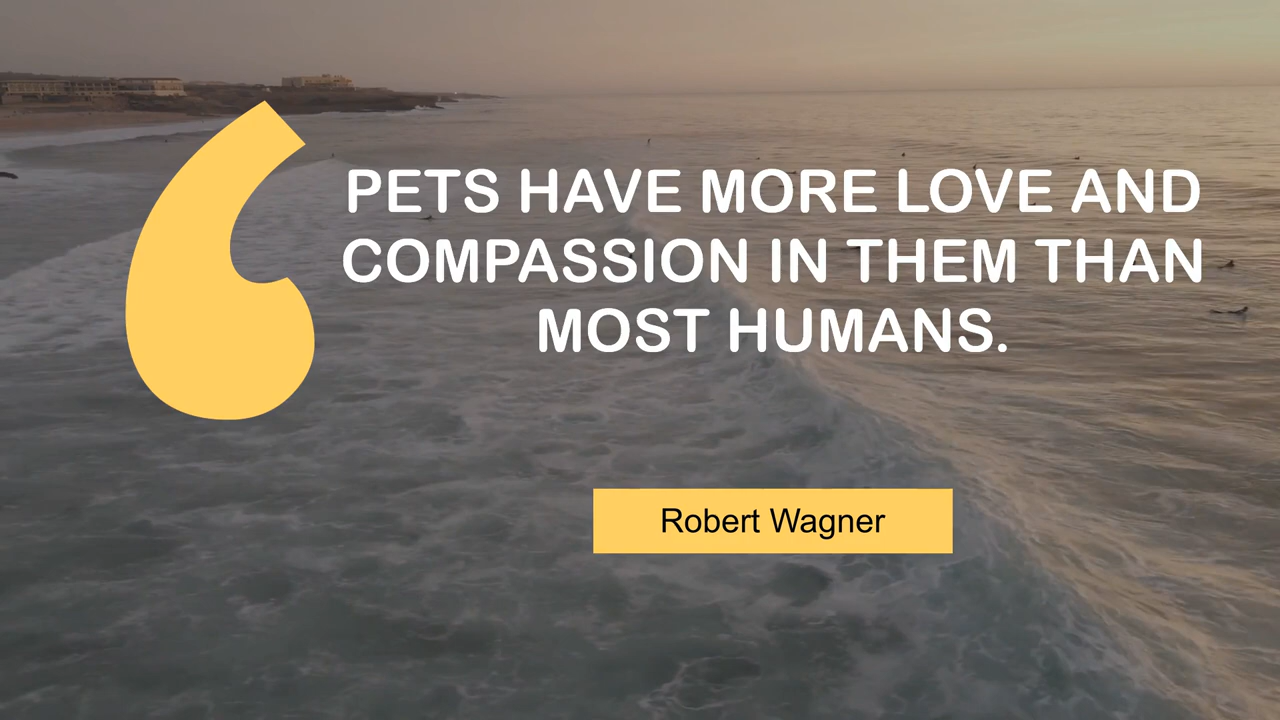 PETS HAVE MORE LOVE AND
COMPASSION IN THEM THAN
MOST HUMANS.
Robert Wagner